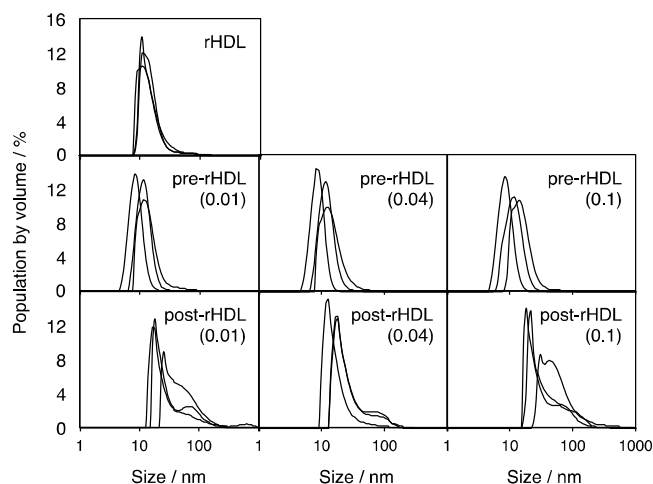 16
12
8
4
0
rHDL
12
8
4
0
pre-rHDL
(0.01)
pre-rHDL
(0.04)
pre-rHDL
(0.1)
12
8
4
0
post-rHDL
(0.01)
post-rHDL
(0.04)
post-rHDL
(0.1)
1 10 100 1 10 100 1 10 100 1000
Size / nm Size / nm Size / nm
Population by volume / %